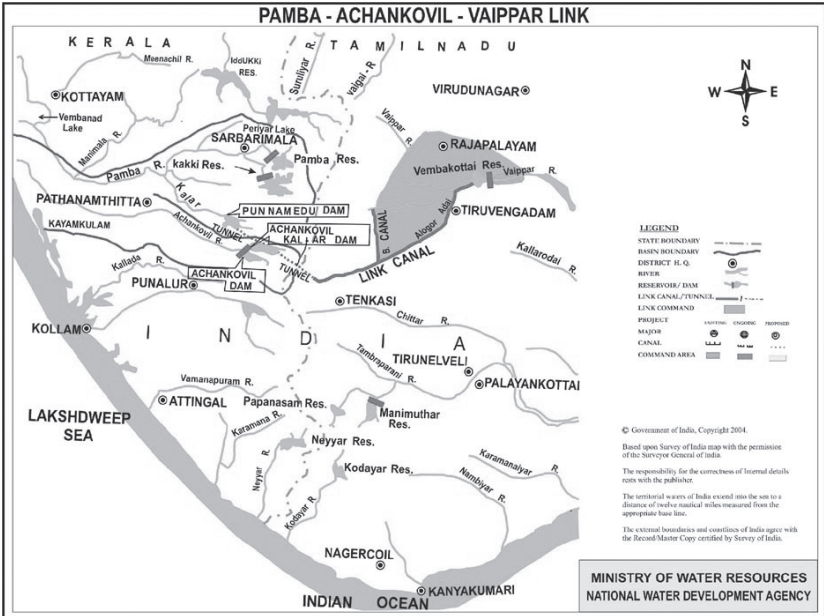 PAMBA - ACHANKOVIL - VAIPPAR LINK
KERALA
TAMILNADU
Meenachil R.
IddUKKi
RES.
Suruliyar R.
vaigai-R
KOTTAYAM
VIRUDUNAGAR
N
W
E
S
Vembanad
Lake
Manimala R.
Periyar Lake
SARBARIMALA
Vaippar R.
RAJAPALAYAM
kakki Res.
Pamba Res.
Vembakottai Res.
Vaippar
R.
Pamba R.
Kalar
PATHANAMTHITTA
PUNNAMEDU DAM
TIRUVENGADAM
Achankovil R.
TUNNEL
ACHANKOVIL
KALLAR DAM
B. CANAL
Alogor Adai
KAYAMKULAM
Kallada R.
TUNNEL
LINK CANAL
Kallarodai R.
ACHANKOVIL
DAM
PUNALUR
TENKASI
KOLLAM
INDIA
Chittar R.
TIRUNELVELI
Tambraparani R.
PALAYANKOTTAI
Vamanapuram R.
ATTINGAL
Papanasam Res.
Manimuthar
Res.
LAKSHDWEEP
SEA
Karamana R.
Neyyar Res.
Neyyar R.
Kodayar Res.
Karamanaiyar R.
Nambiyar R.
Kodayar R.
NAGERCOIL
KANYAKUMARI
INDIAN OCEAN
LEGEND
STATE BOUNDARY
BASIN BOUNDARY
DISTRICT H. Q.
RIVER
RESERVOIR/ DAM
LINK CANAL/TUNNEL
LINK COMMAND
PROJECT
MAJOR EXISTING ONGOING PROPOSED
CANAL
COMMAND AREA
© Government of India, Copyright 2004.
Based upon Survey of India map with the permission
of the Surveyor General of India.
The responsibility for the correctness of Internal details
rests with the publisher.
The territorial waters of India extend into the sea to a
distance of twelve nautical miles measured from the
appropriate base line.
The external boundaries and coastlines of India agree with
the Record/Master Copy certified by Survey of India.
MINISTRY OF WATER RESOURCES
NATIONAL WATER DEVELOPMENT AGENCY